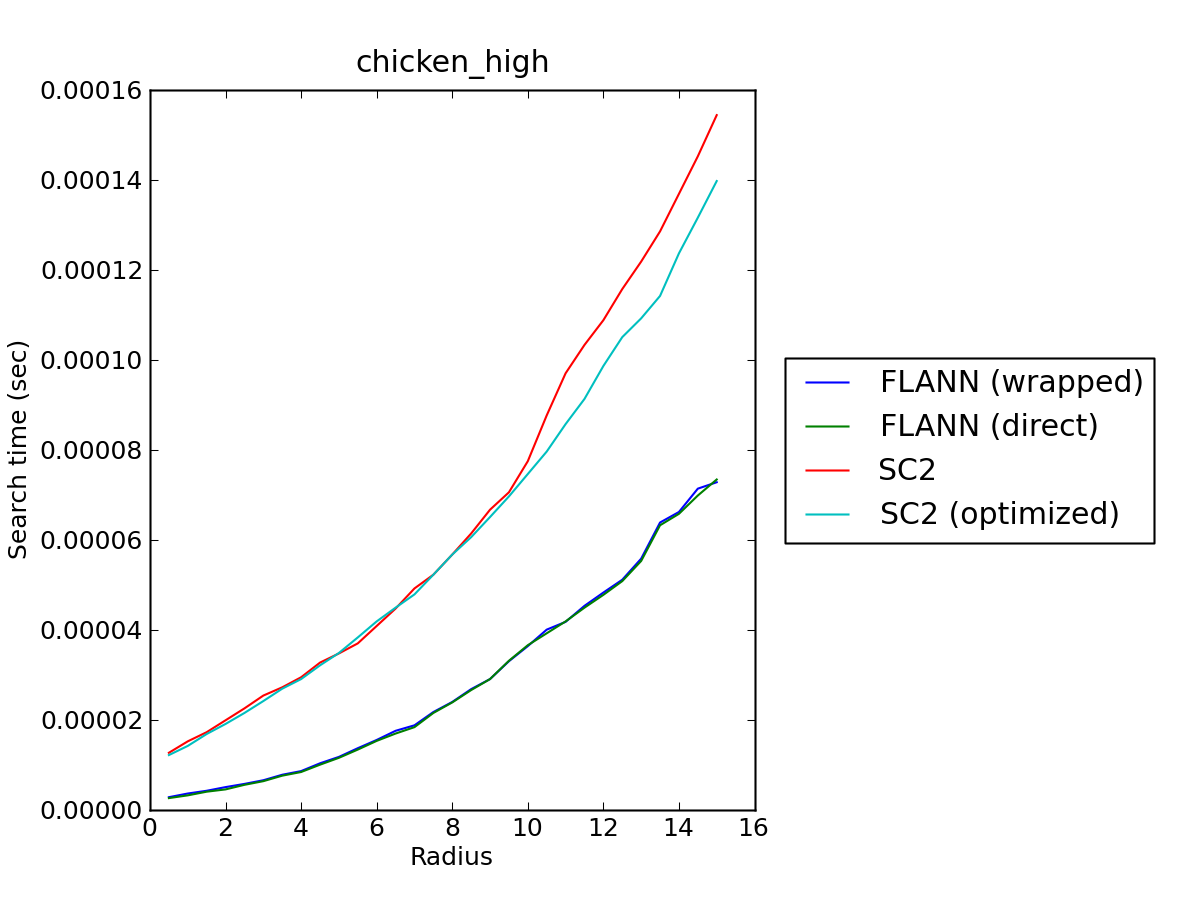 chicken_high
0.00016
0.00014
0.00012
0.00010
0.00008
0.00006
0.00004
0.00002
0.00000
Search time (sec)
0 2 4 6 8 10 12 14 16
Radius
FLANN (wrapped)
FLANN (direct)
SC2
SC2 (optimized)